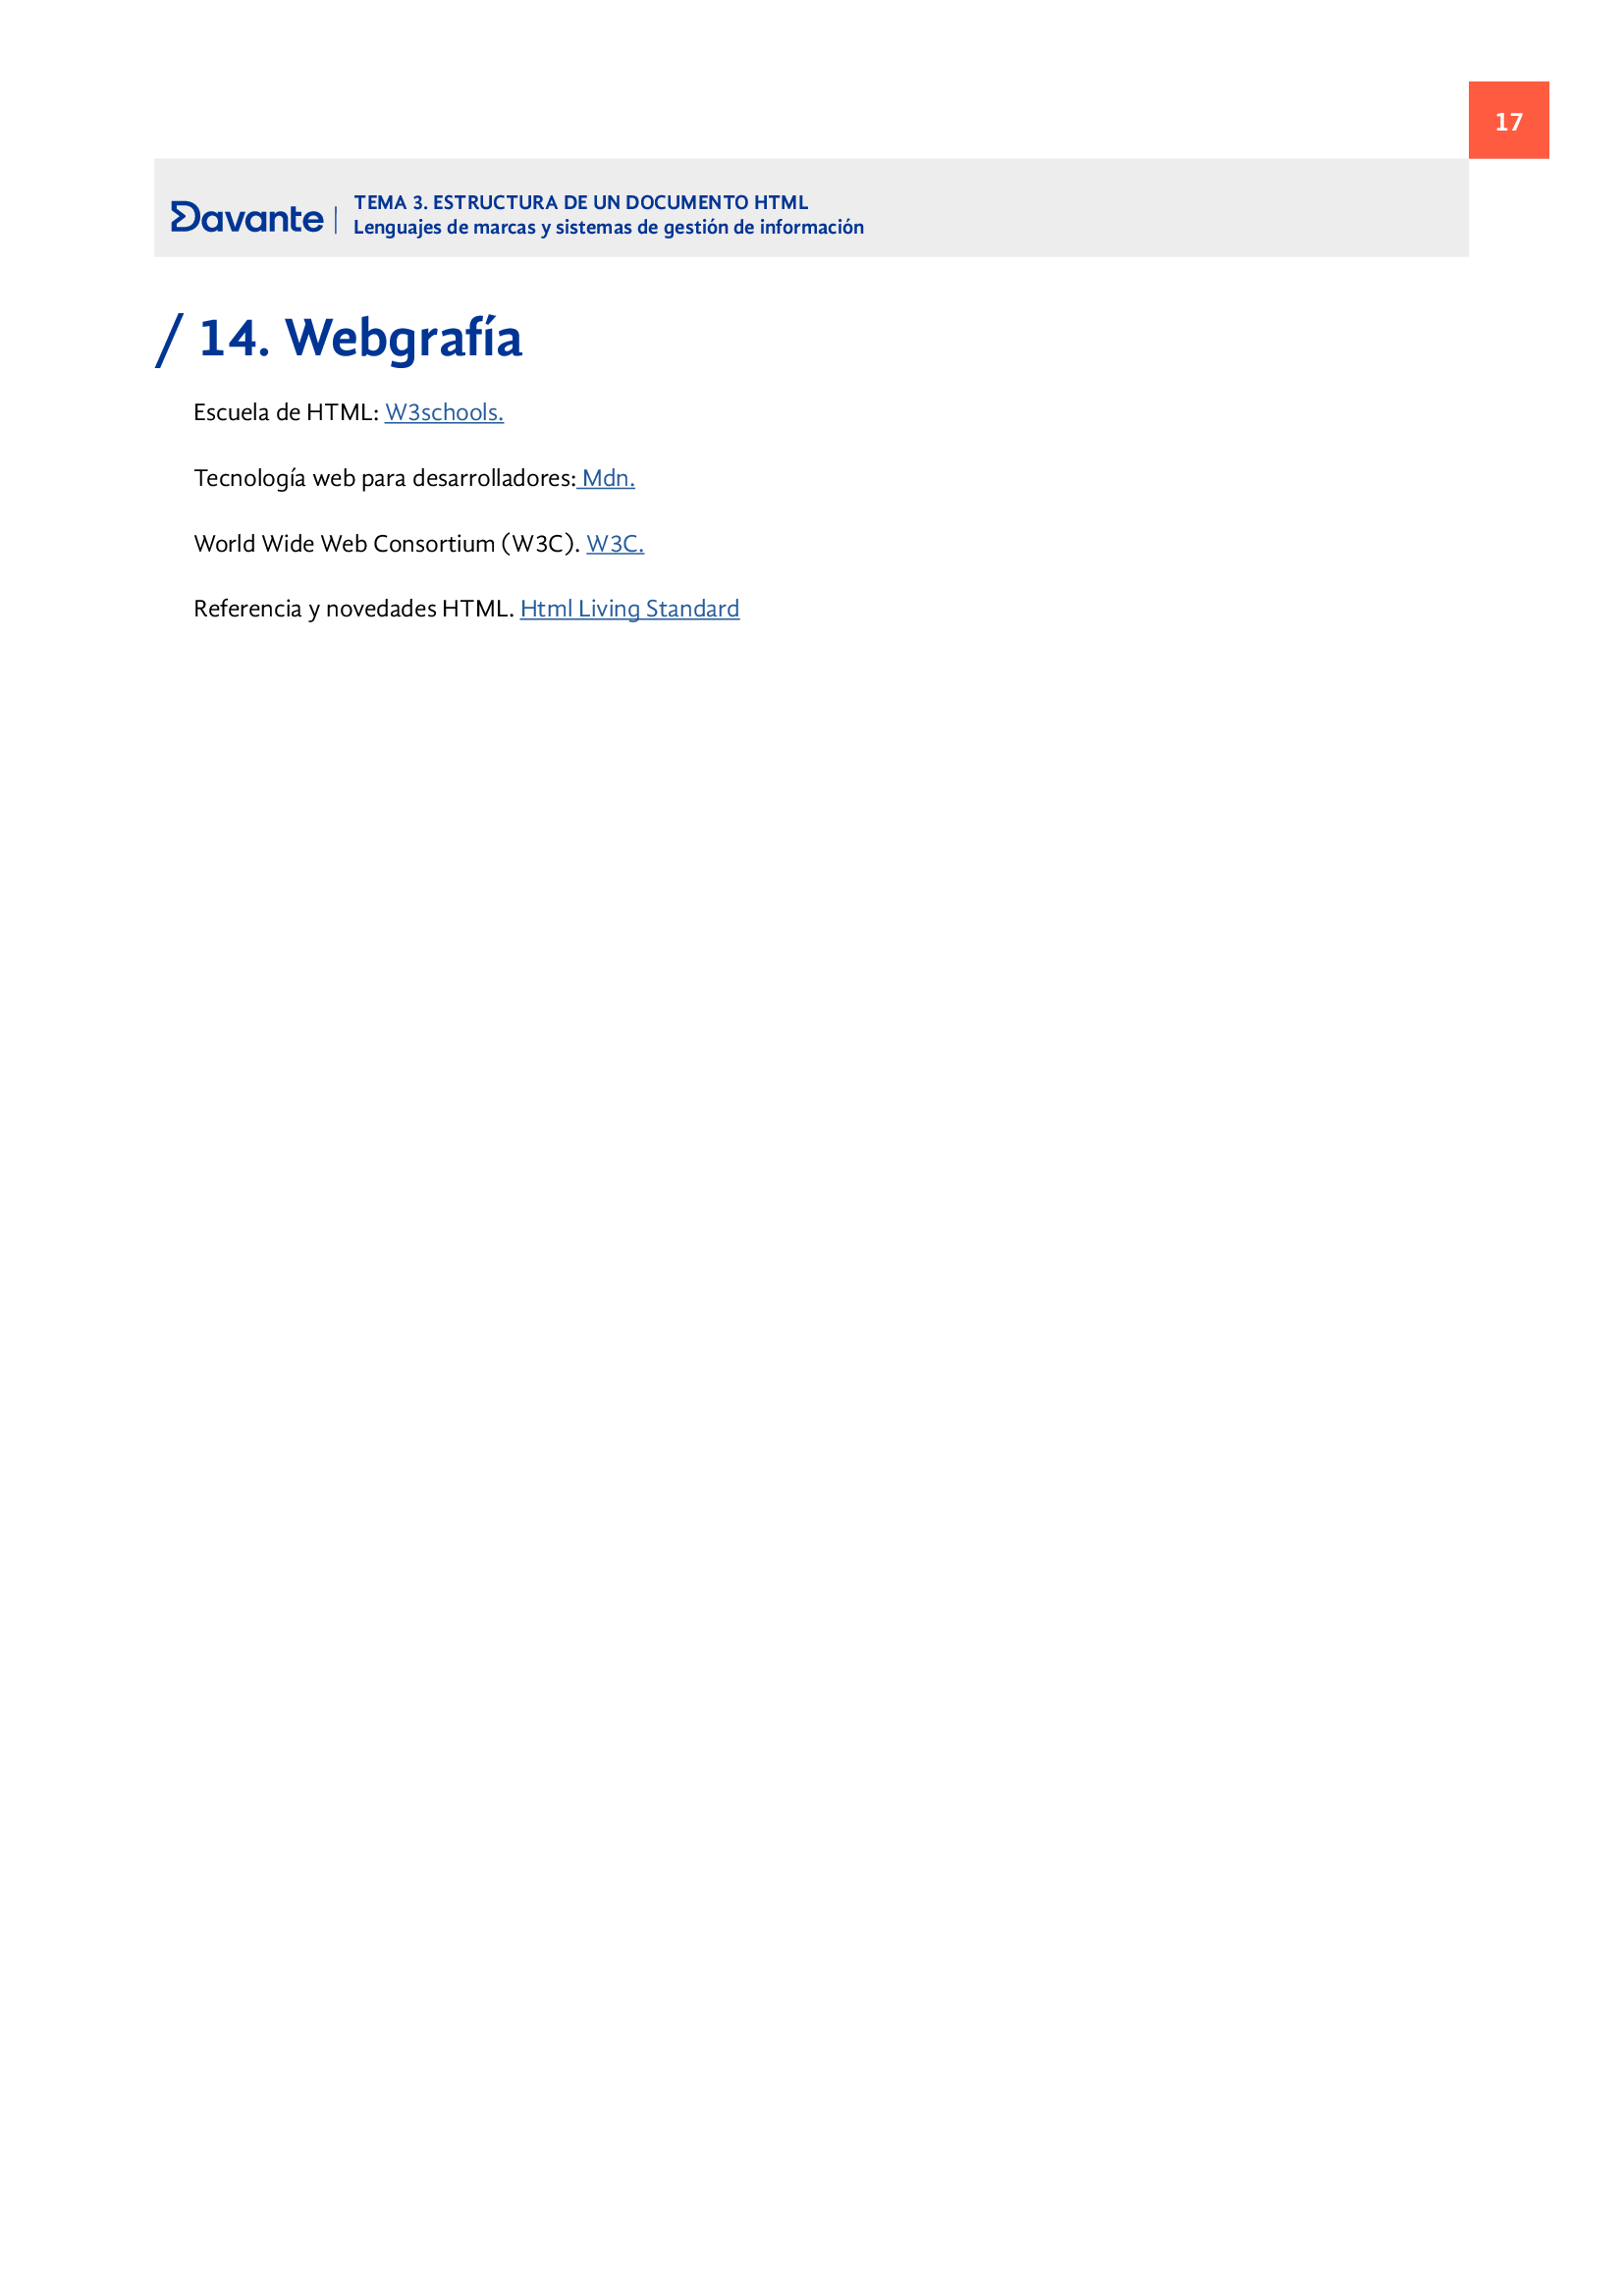 17
Davante
TEMA 3. ESTRUCTURA DE UN DOCUMENTO HTML
Lenguajes de marcas y sistemas de gestión de información
/ 14. Webgrafía
Escuela de HTML: W3schools.
Tecnología web para desarrolladores: Mdn.
World Wide Web Consortium (W3C). W3C.
Referencia y novedades HTML. Html Living Standard